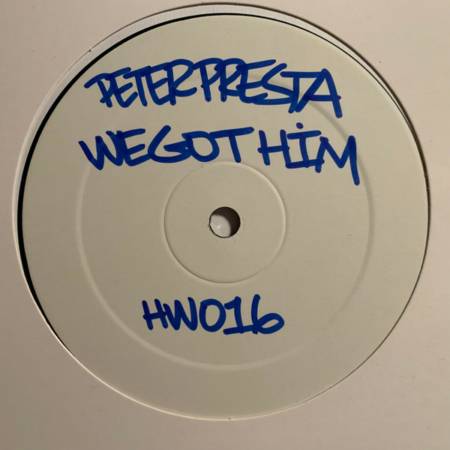 PETER PRESTA
WE GOT HiM
HW016